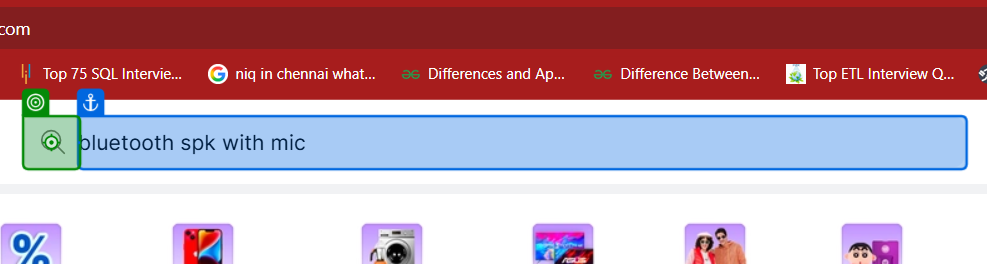 com
Top 75 SQL Intervie... niq in chennai what... Differences and Ap... Difference Between... Top ETL Interview Q...
bluetooth spk with mic
%
ASUS